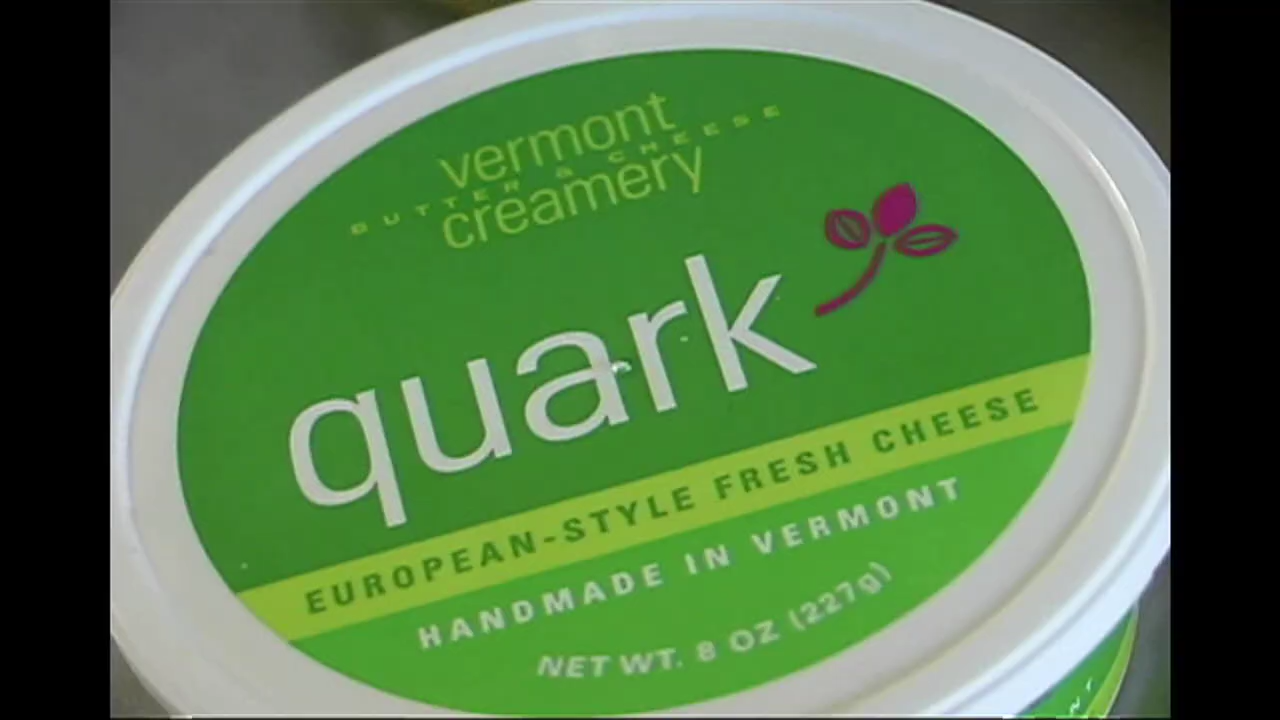 vermont
BUTTER & CHEESE
creamery
quark
EUROPEAN-STYLE FRESH CHEESE
HANDMADE IN VERMONT
NET WT. 8 OZ (227g)